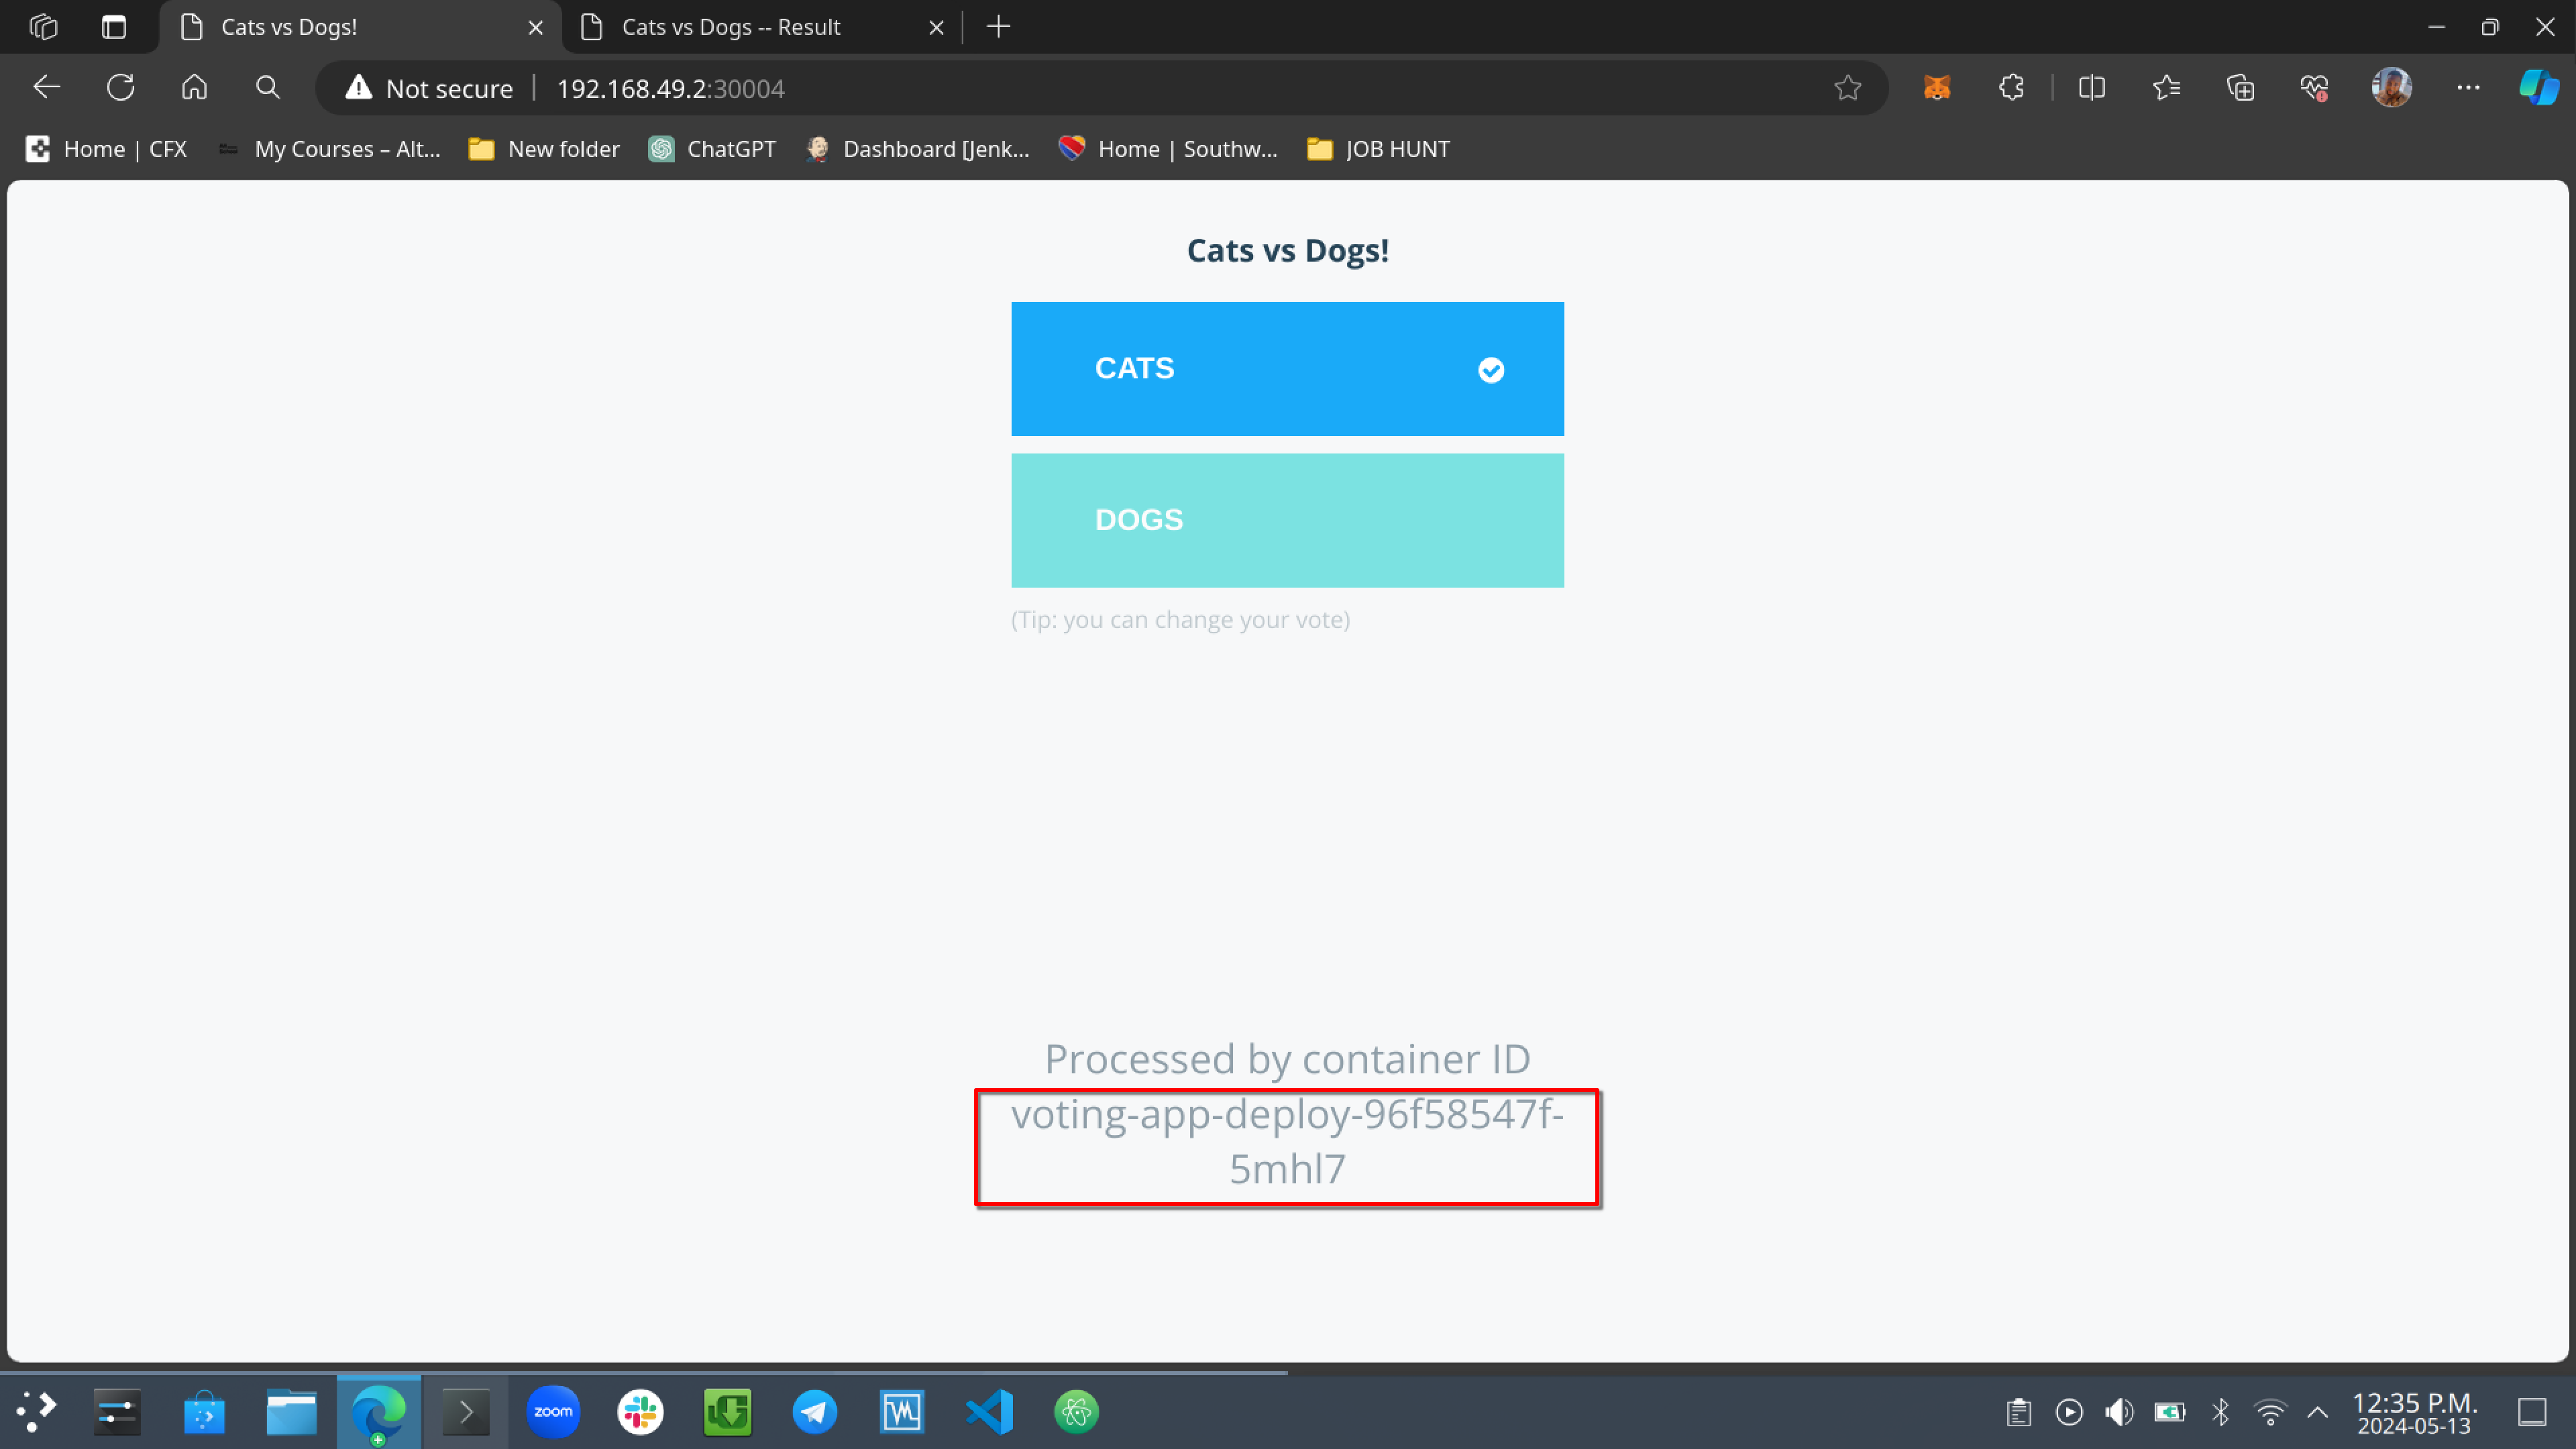 Cats vs Dogs!
Cats vs Dogs -- Result
Not secure
192.168.49.2:30004
Home | CFX
My Courses – Alt...
New folder
ChatGPT
Dashboard [Jenk...
Home | Southw...
JOB HUNT
Cats vs Dogs!
CATS
DOGS
(Tip: you can change your vote)
Processed by container ID
voting-app-deploy-96f58547f-
5mhl7
zoom
12:35 P.M.
2024-05-13